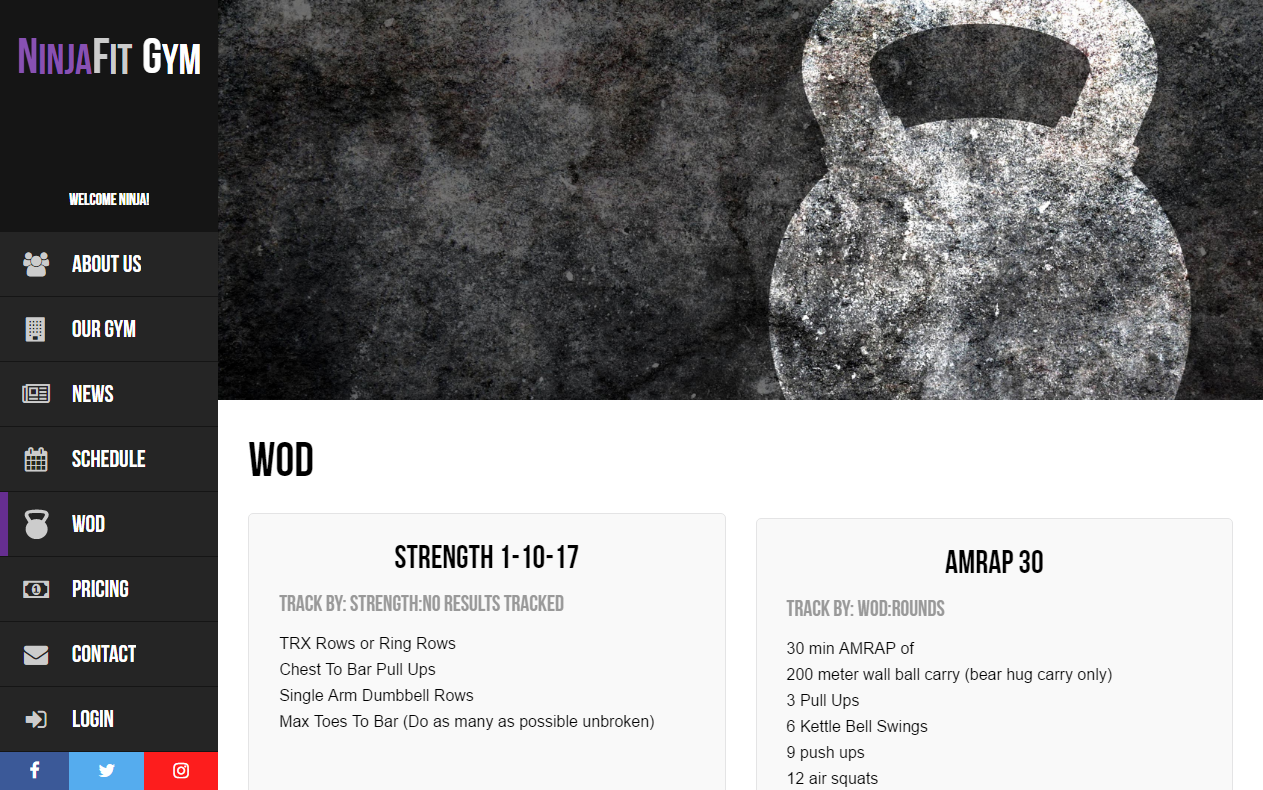 NinjaFit Gym
WELCOME NINJA!
ABOUT US
OUR GYM
NEWS
SCHEDULE
WOD
PRICING
CONTACT
LOGIN
WOD
STRENGTH 1-10-17
TRACK BY: STRENGTH:NO RESULTS TRACKED
TRX Rows or Ring Rows
Chest To Bar Pull Ups
Single Arm Dumbbell Rows
Max Toes To Bar (Do as many as possible unbroken)
AMRAP 30
TRACK BY: WOD:ROUNDS
30 min AMRAP of
200 meter wall ball carry (bear hug carry only)
3 Pull Ups
6 Kettle Bell Swings
9 push ups
12 air squats